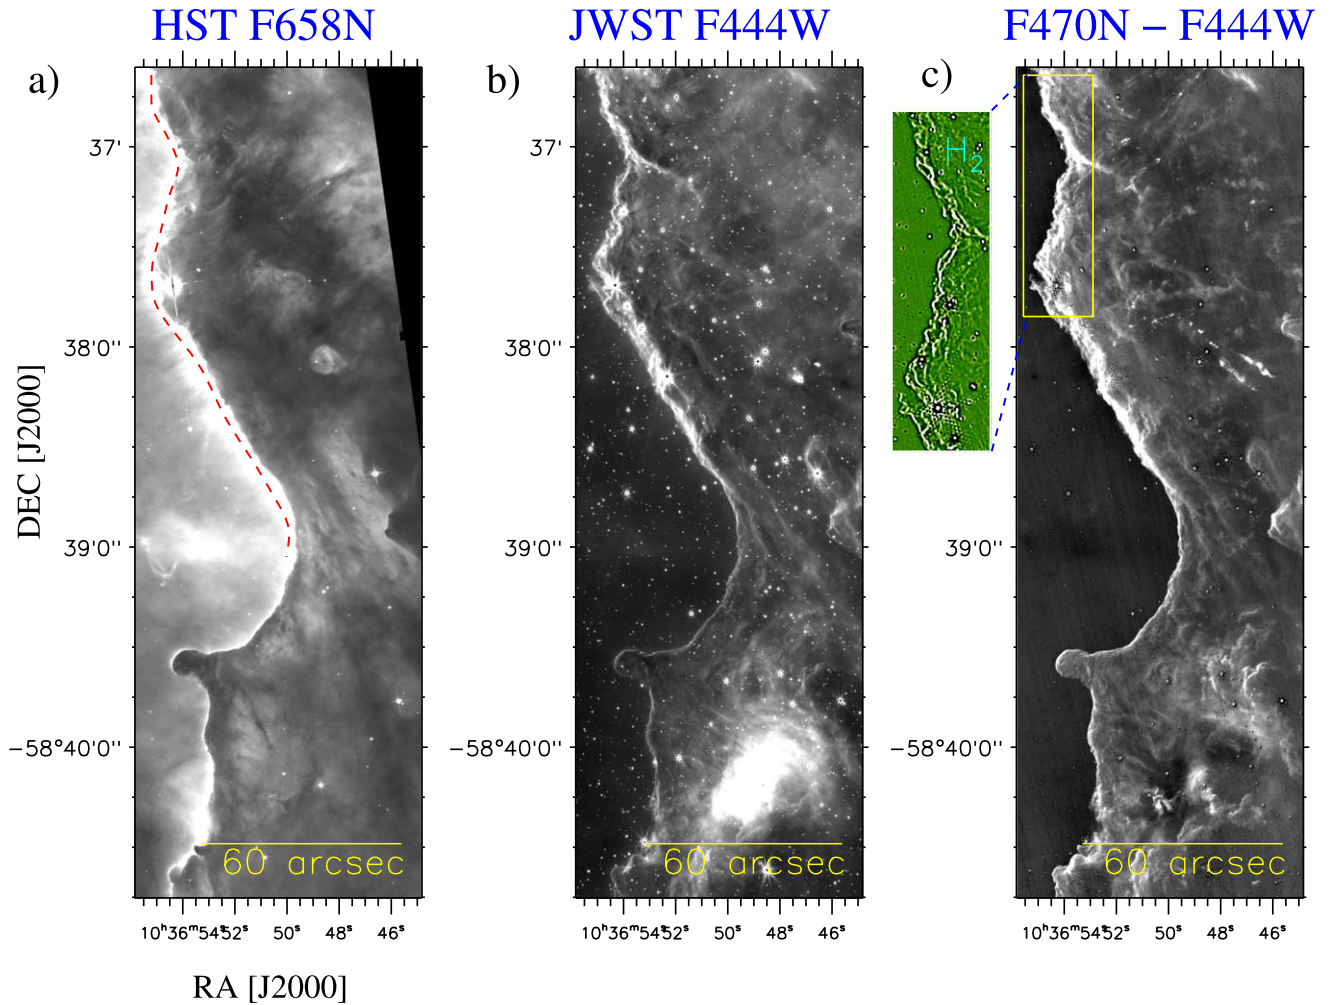 HST F658N
JWST F444W
F470N − F444W
a)
b)
c)
H2
37'
37'
37'
38'0''
38'0''
38'0''
39'0''
39'0''
39'0''
−58°40'0''
−58°40'0''
−58°40'0''
60 arcsec
60 arcsec
60 arcsec
10h36m54s52s 50s 48s 46s
10h36m54s52s 50s 48s 46s
10h36m54s52s 50s 48s 46s
DEC [J2000]
RA [J2000]